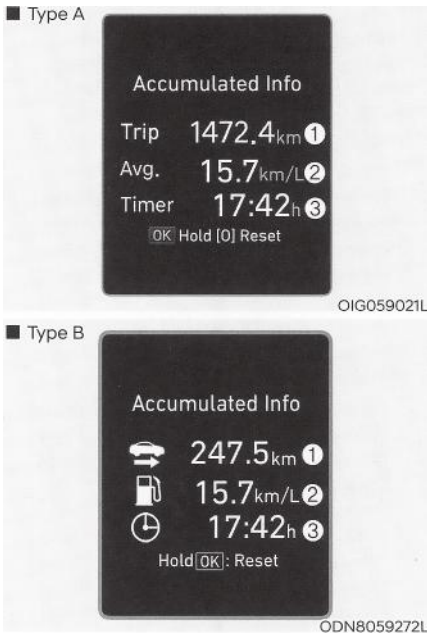 ■ Type A
Accumulated Info
Trip 1472.4km ①
Avg. 15.7km/L ②
Timer 17:42h ③
OK Hold [O] Reset
OIG059021L
■ Type B
Accumulated Info
247.5km ①
15.7km/L ②
17:42h ③
Hold OK : Reset
ODN8059272L